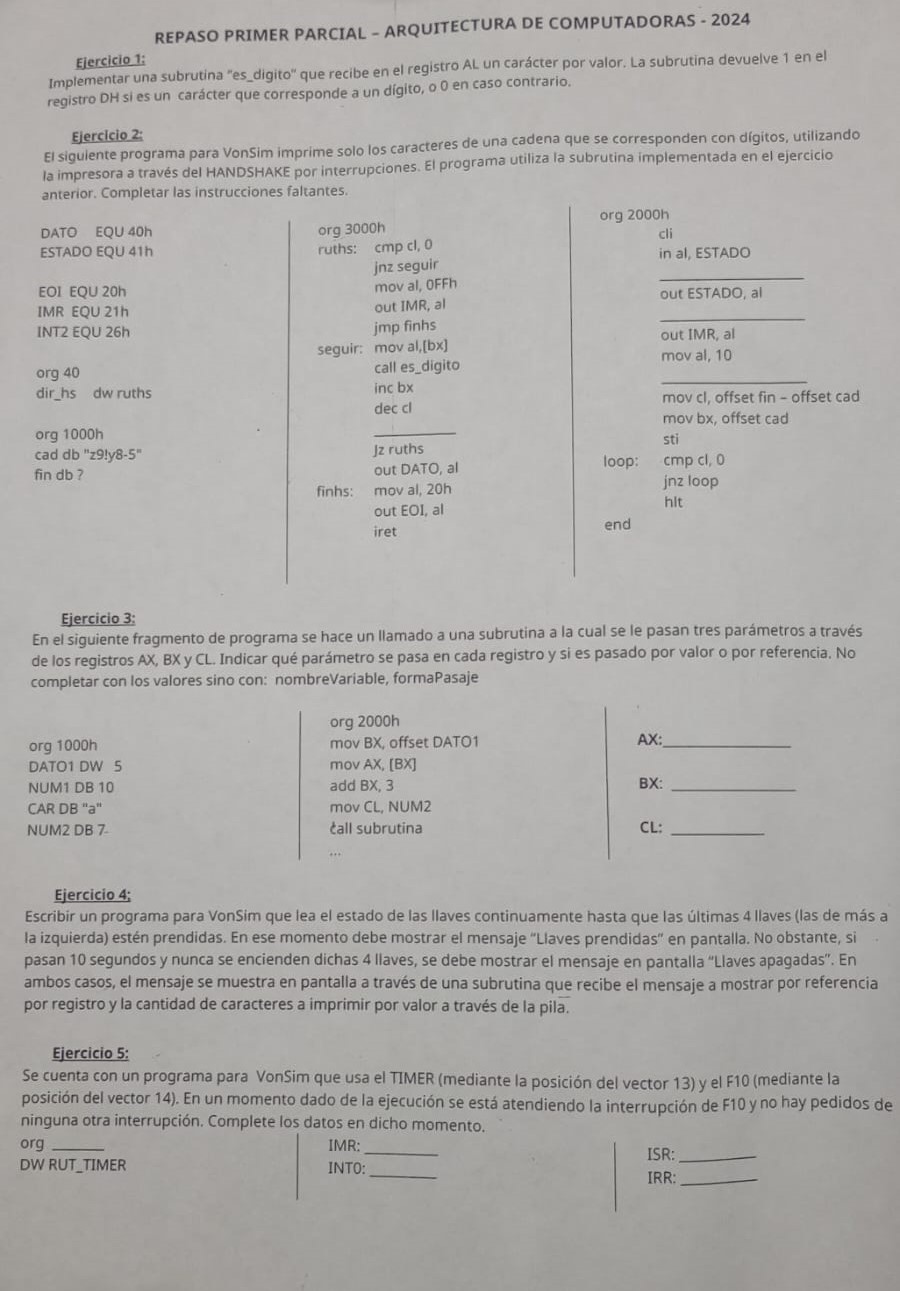 REPASO PRIMER PARCIAL – ARQUITECTURA DE COMPUTADORAS - 2024
Ejercicio 1:
Implementar una subrutina "es_digito" que recibe en el registro AL un carácter por valor. La subrutina devuelve 1 en el
registro DH si es un carácter que corresponde a un dígito, o 0 en caso contrario.
Ejercicio 2:
El siguiente programa para VonSim imprime solo los caracteres de una cadena que se corresponden con dígitos, utilizando
la impresora a través del HANDSHAKE por interrupciones. El programa utiliza la subrutina implementada en el ejercicio
anterior. Completar las instrucciones faltantes.
DATO EQU 40h
ESTADO EQU 41h
EOI EQU 20h
IMR EQU 21h
INT2 EQU 26h
org 40
dir_hs dw ruths
org 1000h
cad db "z9!y8-5"
fin db ?
org 3000h
ruths: cmp cl, 0
jnz seguir
mov al, 0FFh
out IMR, al
jmp finhs
seguir: mov al,[bx]
call es_digito
inc bx
dec cl
__________
Jz ruths
out DATO, al
finhs: mov al, 20h
out EOI, al
iret
org 2000h
cli
in al, ESTADO
__________
out ESTADO, al
__________
out IMR, al
mov al, 10
__________
mov cl, offset fin – offset cad
mov bx, offset cad
sti
loop: cmp cl, 0
jnz loop
hlt
end
Ejercicio 3:
En el siguiente fragmento de programa se hace un llamado a una subrutina a la cual se le pasan tres parámetros a través
de los registros AX, BX y CL. Indicar qué parámetro se pasa en cada registro y si es pasado por valor o por referencia. No
completar con los valores sino con: nombreVariable, formaPasaje
org 1000h
DATO1 DW 5
NUM1 DB 10
CAR DB "a"
NUM2 DB 7
org 2000h
mov BX, offset DATO1
mov AX, [BX]
add BX, 3
mov CL, NUM2
call subrutina
...
AX:__________
BX: __________
CL: __________
Ejercicio 4:
Escribir un programa para VonSim que lea el estado de las llaves continuamente hasta que las últimas 4 llaves (las de más a
la izquierda) estén prendidas. En ese momento debe mostrar el mensaje "Llaves prendidas" en pantalla. No obstante, si
pasan 10 segundos y nunca se encienden dichas 4 llaves, se debe mostrar el mensaje en pantalla "Llaves apagadas". En
ambos casos, el mensaje se muestra en pantalla a través de una subrutina que recibe el mensaje a mostrar por referencia
por registro y la cantidad de caracteres a imprimir por valor a través de la pila.
Ejercicio 5:
Se cuenta con un programa para VonSim que usa el TIMER (mediante la posición del vector 13) y el F10 (mediante la
posición del vector 14). En un momento dado de la ejecución se está atendiendo la interrupción de F10 y no hay pedidos de
ninguna otra interrupción. Complete los datos en dicho momento.
org ______
DW RUT_TIMER
IMR: ________
INT0: ________
ISR: ________
IRR: ________